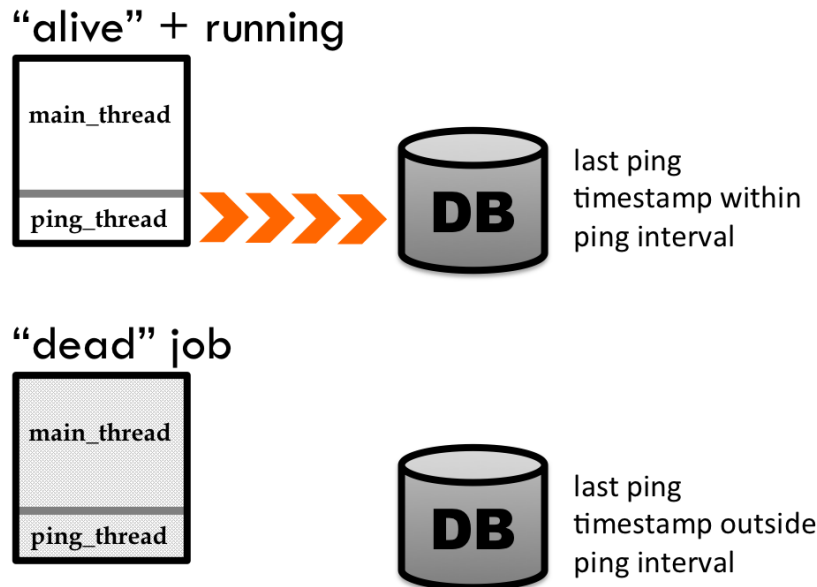 “alive” + running
main_thread
ping_thread
DB
last ping
timestamp within
ping interval
“dead” job
main_thread
ping_thread
DB
last ping
timestamp outside
ping interval